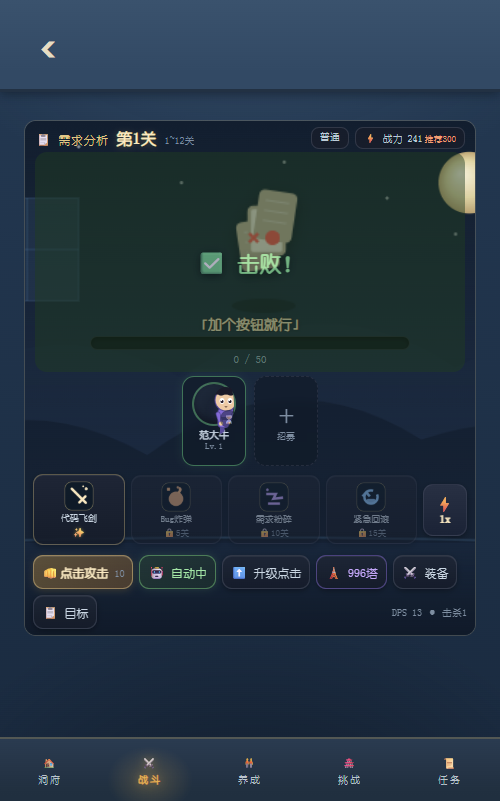 需求分析 第1关 1~12关 普通 战力 241 推荐300
击败!
「加个按钮就行」
0 / 50
范大牛
Lv.1
+
招募
代码飞剑 Bug炸弹 需求粉碎 紧急回滚
5关 10关 15关 1x
点击攻击 10 自动中 升级点击 996塔 装备
目标 DPS 13 ● 击杀1
洞府 战斗 养成 挑战 任务